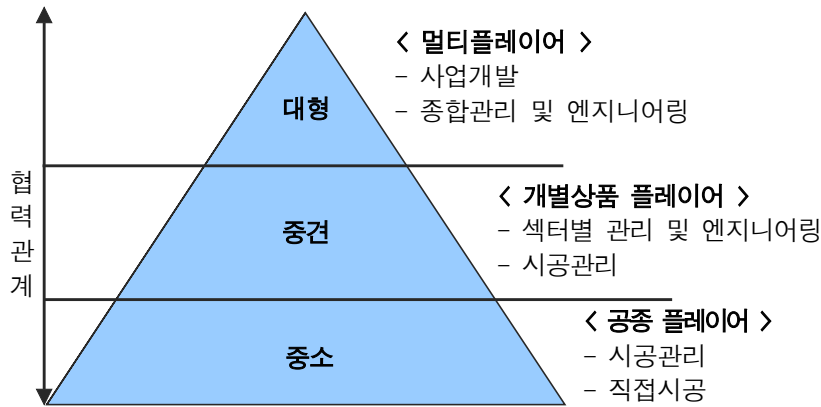 < 멀티플레이어 >
- 사업개발
- 종합관리 및 엔지니어링
대형
협력관계
< 개별상품 플레이어 >
- 섹터별 관리 및 엔지니어링
- 시공관리
중견
< 공종 플레이어 >
- 시공관리
- 직접시공
중소